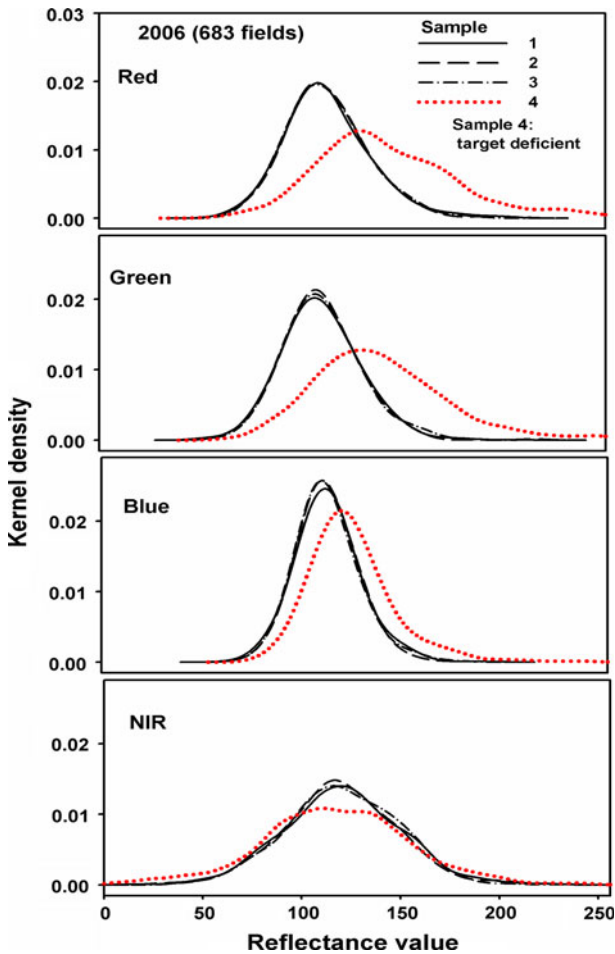 2006 (683 fields)
Sample
1
2
3
4
Sample 4:
target deficient
Red
0.03
0.02
0.01
0.00
Green
0.02
0.01
0.00
Blue
0.02
0.01
0.00
NIR
0.02
0.01
0.00
Kernel density
0
50
100
150
200
250
Reflectance value